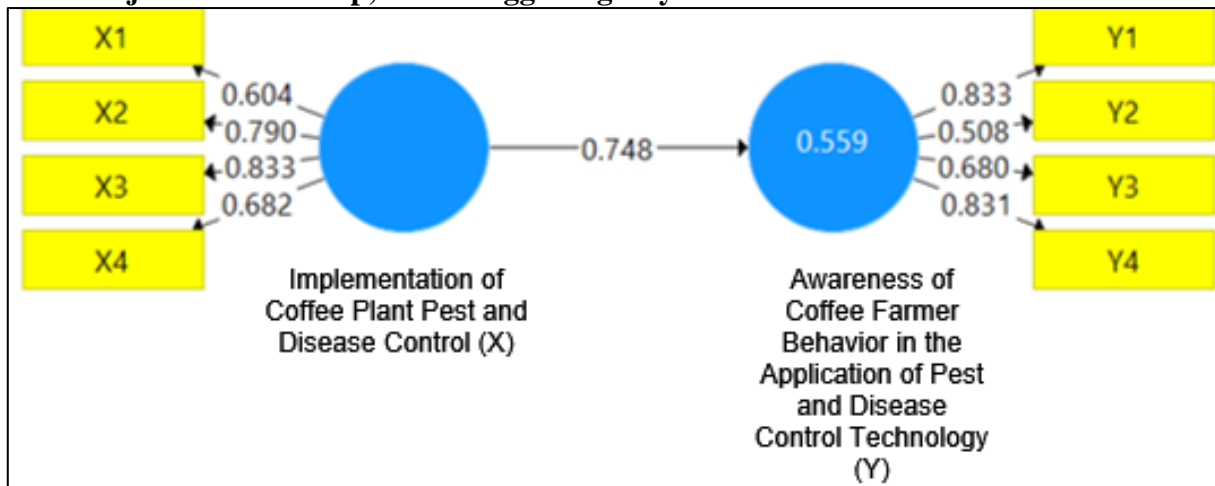 X1
X2
X3
X4
0.604
0.790
0.833
0.682
0.748
0.559
0.833
0.508
0.680
0.831
Y1
Y2
Y3
Y4
Implementation of
Coffee Plant Pest and
Disease Control (X)
Awareness of
Coffee Farmer
Behavior in the
Application of Pest
and Disease
Control Technology
(Y)